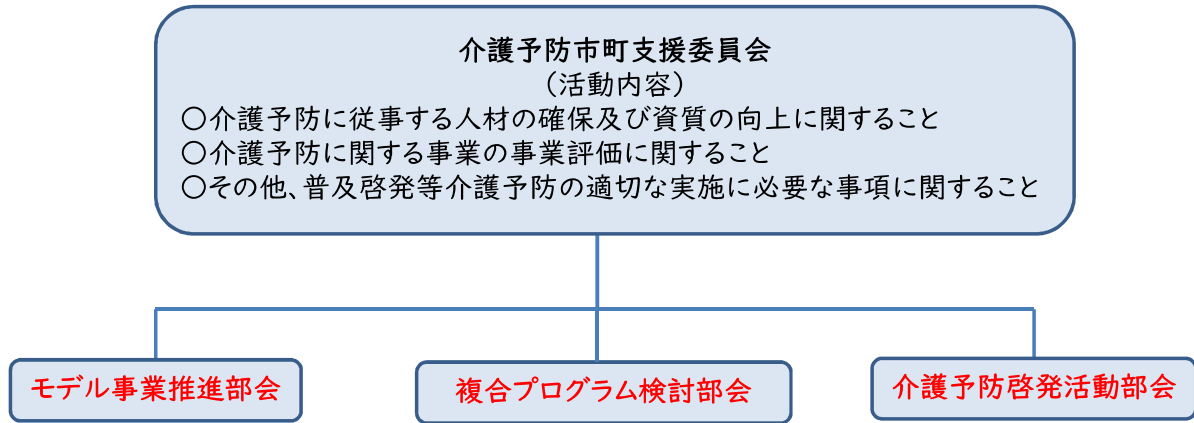 介護予防市町支援委員会
(活動内容)
〇介護予防に従事する人材の確保及び資質の向上に関すること
〇介護予防に関する事業の事業評価に関すること
〇その他、普及啓発等介護予防の適切な実施に必要な事項に関すること
モデル事業推進部会
複合プログラム検討部会
介護予防啓発活動部会